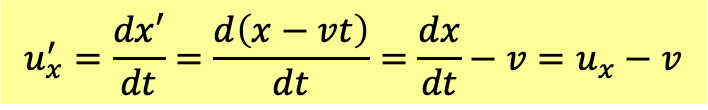 u′ₓ = dx′/dt = d(x − vt)/dt = dx/dt − v = uₓ − v